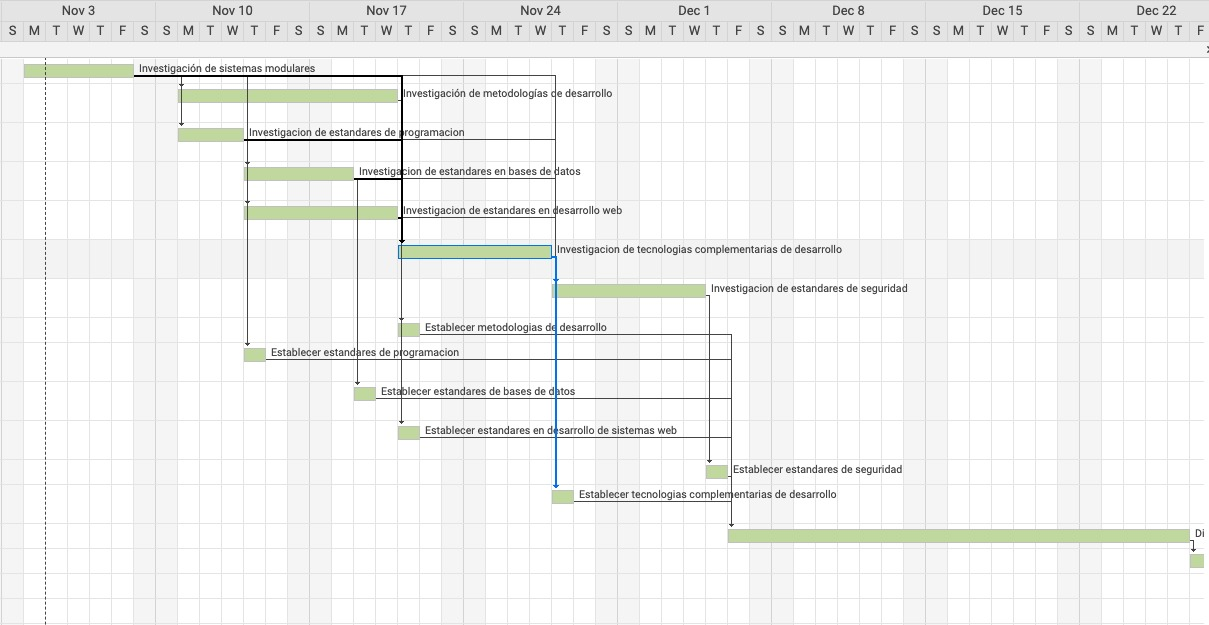 Nov 3 Nov 10 Nov 17 Nov 24 Dec 1 Dec 8 Dec 15 Dec 22
S M T W T F S S M T W T F S S M T W T F S S M T W T F S S M T W T F S S M T W T F S S M T W T F S S M T W T F
Investigación de sistemas modulares
Investigación de metodologías de desarrollo
Investigacion de estandares de programacion
Investigacion de estandares en bases de datos
Investigacion de estandares en desarrollo web
Investigacion de tecnologias complementarias de desarrollo
Investigacion de estandares de seguridad
Establecer metodologias de desarrollo
Establecer estandares de programacion
Establecer estandares de bases de datos
Establecer estandares en desarrollo de sistemas web
Establecer estandares de seguridad
Establecer tecnologias complementarias de desarrollo
Di